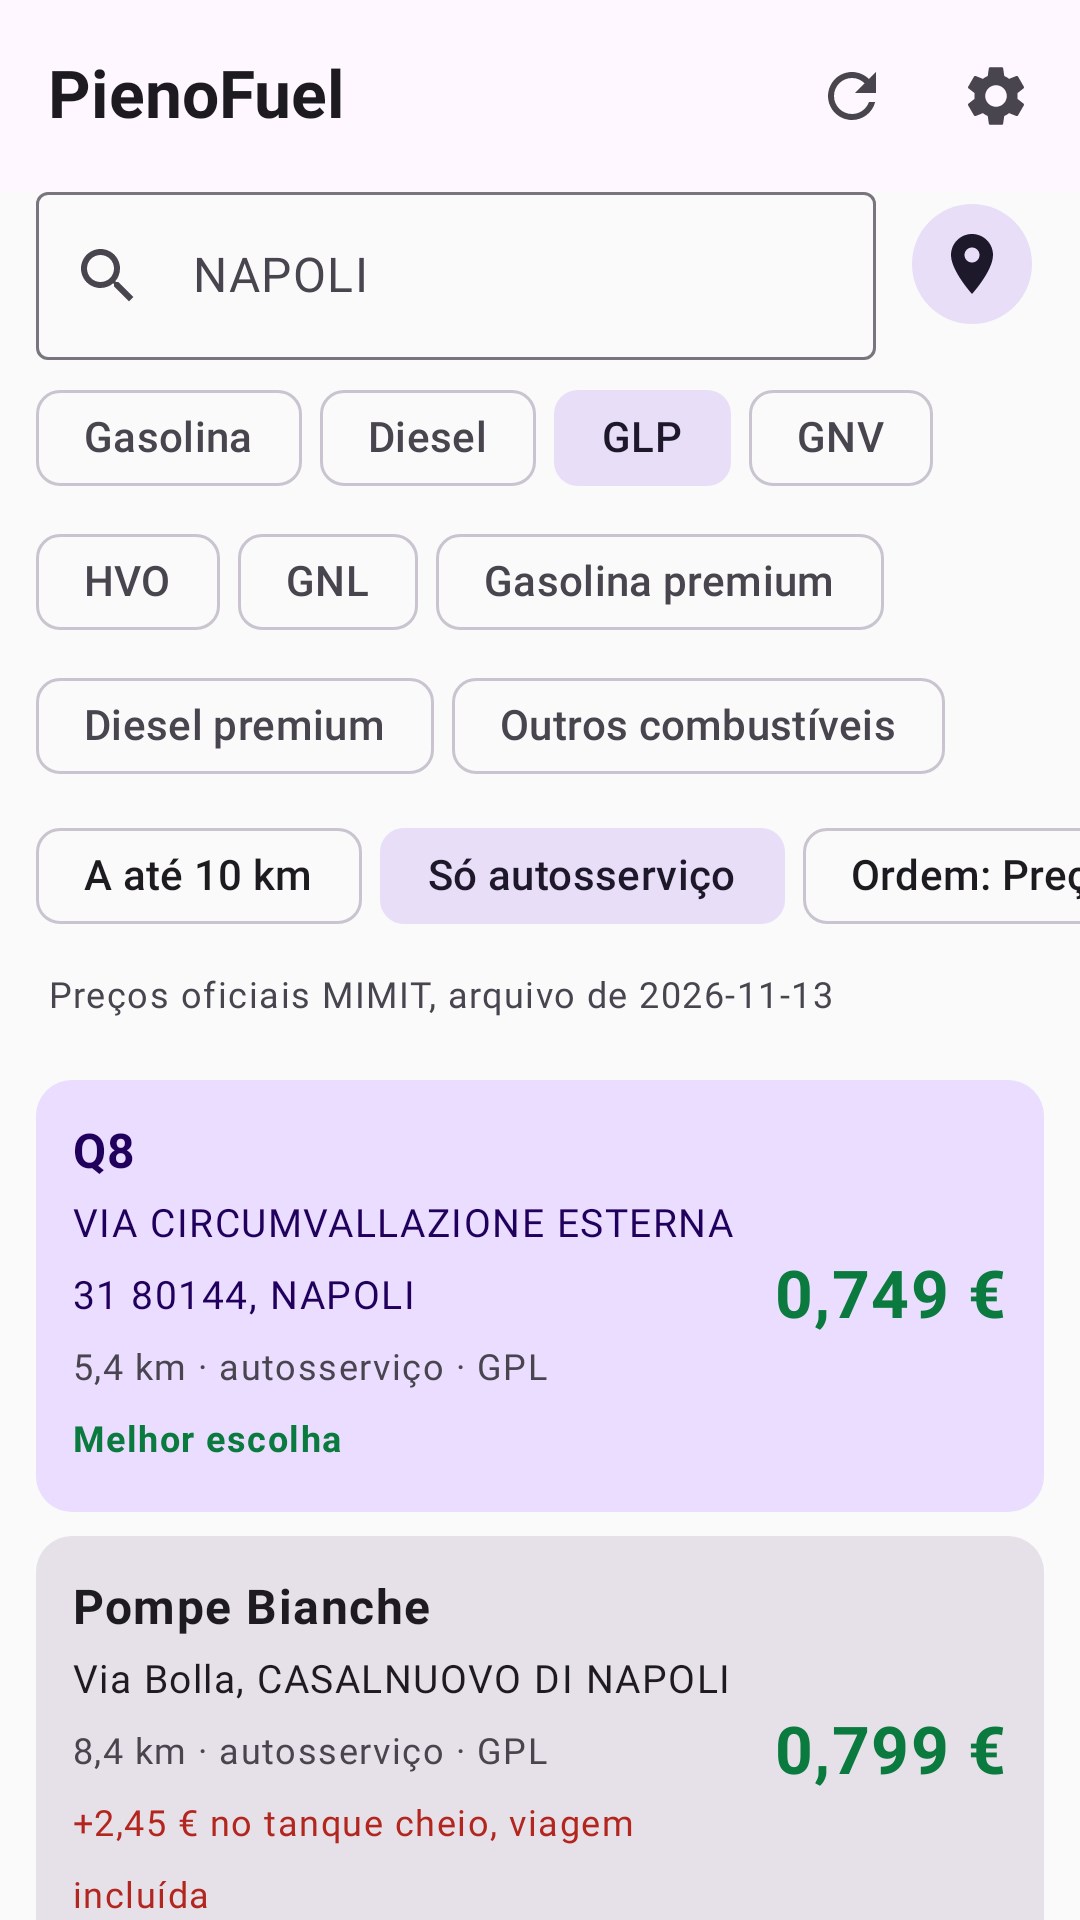 PienoFuel
NAPOLI
Gasolina
Diesel
GLP
GNV
HVO
GNL
Gasolina premium
Diesel premium
Outros combustíveis
A até 10 km
Só autosserviço
Ordem: Preç
Preços oficiais MIMIT, arquivo de 2026-11-13
Q8
VIA CIRCUMVALLAZIONE ESTERNA
31 80144, NAPOLI
0,749 €
5,4 km · autosserviço · GPL
Melhor escolha
Pompe Bianche
Via Bolla, CASALNUOVO DI NAPOLI
8,4 km · autosserviço · GPL
0,799 €
+2,45 € no tanque cheio, viagem
incluída